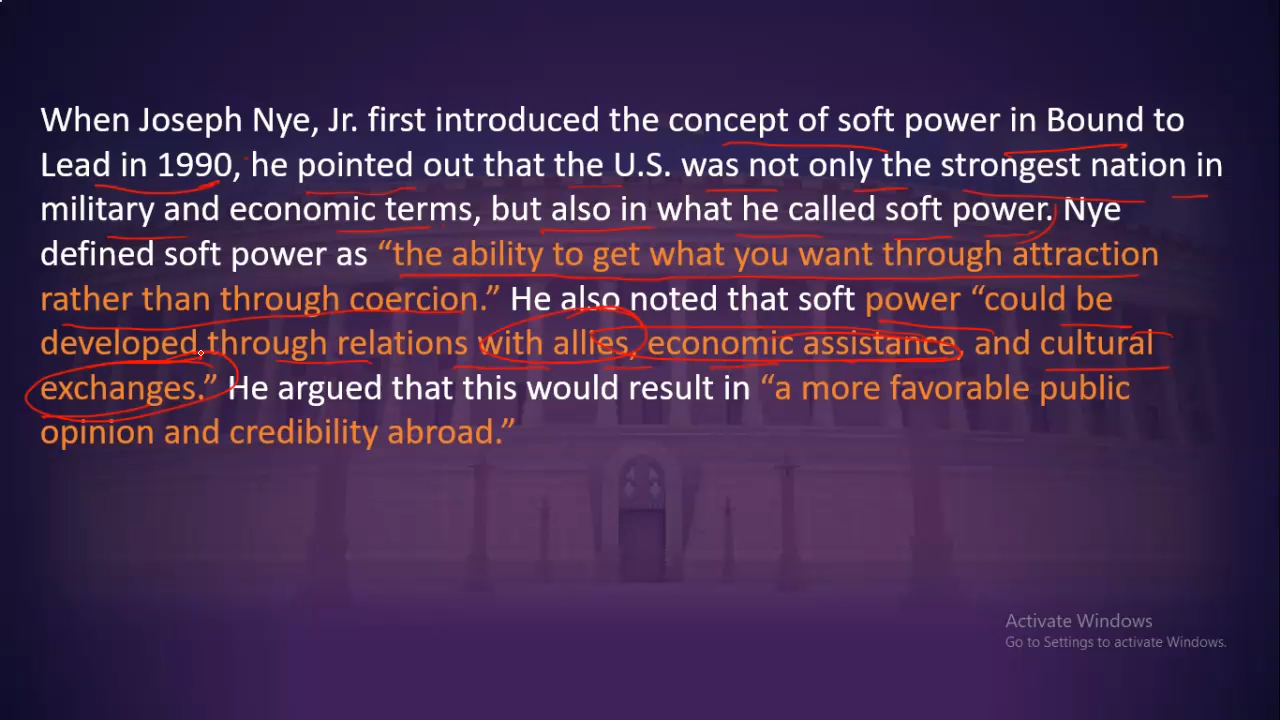 When Joseph Nye, Jr. first introduced the concept of soft power in Bound to
Lead in 1990, he pointed out that the U.S. was not only the strongest nation in
military and economic terms, but also in what he called soft power. Nye
defined soft power as “the ability to get what you want through attraction
rather than through coercion.” He also noted that soft power “could be
developed through relations with allies, economic assistance, and cultural
exchanges.” He argued that this would result in “a more favorable public
opinion and credibility abroad.”
Activate Windows
Go to Settings to activate Windows.